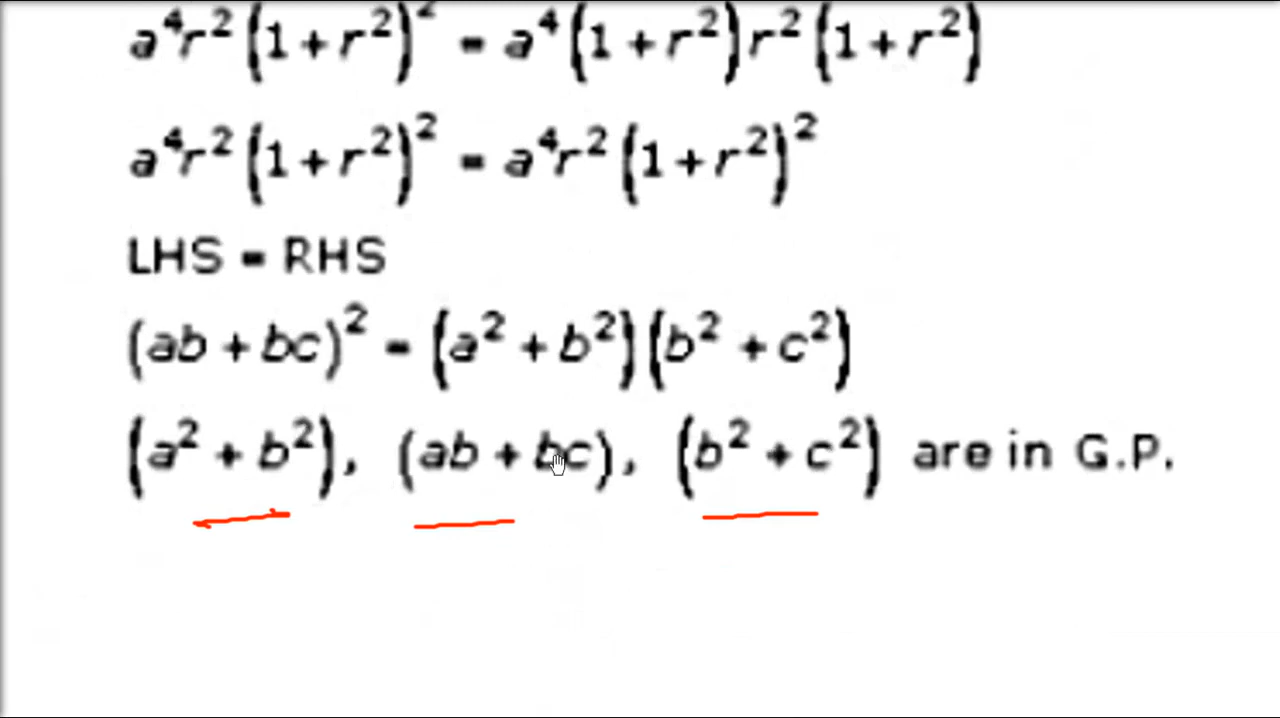 a⁴r²(1+r²)² = a⁴(1+r²)r²(1+r²)
a⁴r²(1+r²)² = a⁴r²(1+r²)²
LHS = RHS
(ab+bc)² = (a²+b²)(b²+c²)
(a²+b²), (ab+bc), (b²+c²) are in G.P.